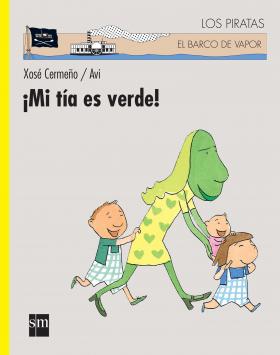 LOS PIRATAS
EL BARCO DE VAPOR
Xosé Cermeño / Avi
¡Mi tía es verde!
sm